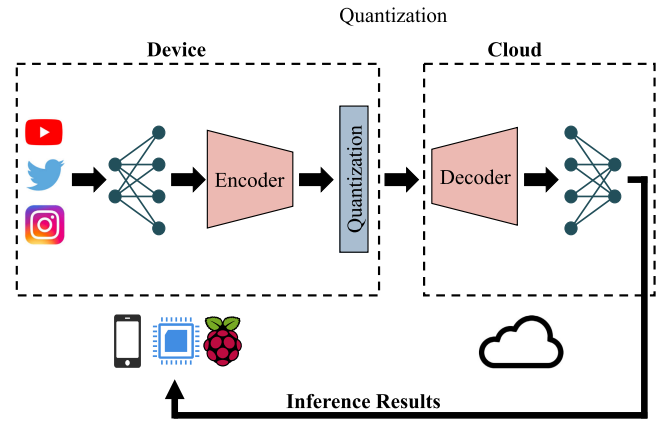 Quantization
Device
Cloud
Encoder
Quantization
Decoder
Inference Results